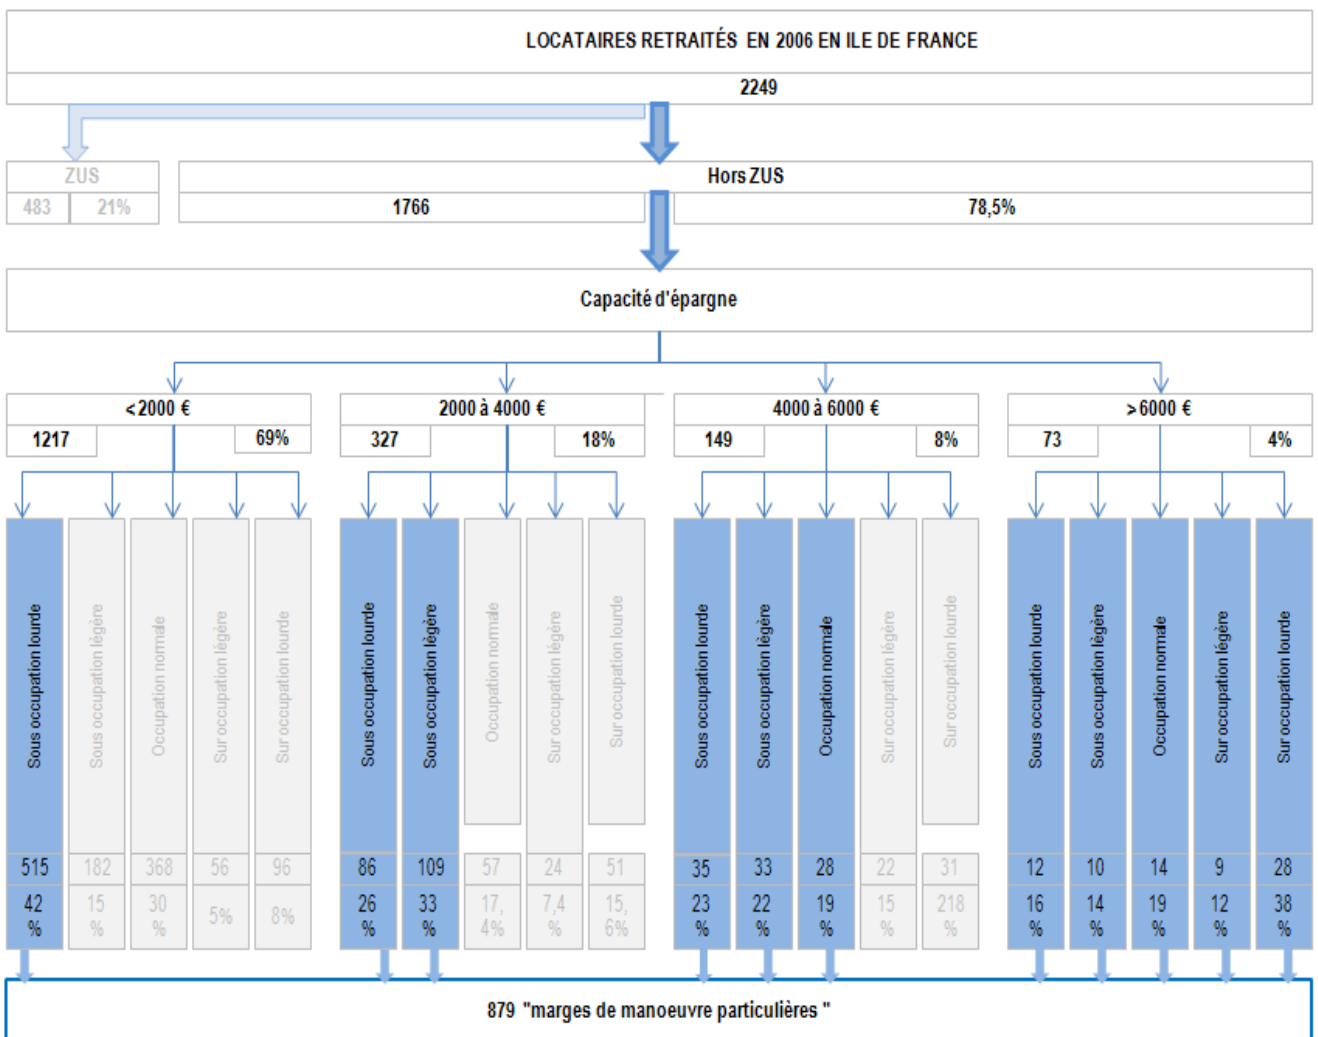 LOCATAIRES RETRAITÉS EN 2006 EN ILE DE FRANCE
2249
ZUS
Hors ZUS
483 21% 1766 78,5%
Capacité d'épargne
< 2000 €
1217 69%
2000 à 4000 €
327 18%
4000 à 6000 €
149 8%
> 6000 €
73 4%
Sous occupation lourde
Sous occupation légère
Occupation normale
Sur occupation légère
Sur occupation lourde
Sous occupation lourde
Sous occupation légère
Occupation normale
Sur occupation légère
Sur occupation lourde
Sous occupation lourde
Sous occupation légère
Occupation normale
Sur occupation légère
Sur occupation lourde
Sous occupation lourde
Sous occupation légère
Occupation normale
Sur occupation légère
Sur occupation lourde
515 182 368 56 96
42 % 15 % 30 % 5% 8%
86 109 57 24 51
26 % 33 % 17, 4% 7,4 % 15, 6%
35 33 28 22 31
23 % 22 % 19 % 15 % 218 %
12 10 14 9 28
16 % 14 % 19 % 12 % 38 %
879 "marges de manoeuvre particulières "